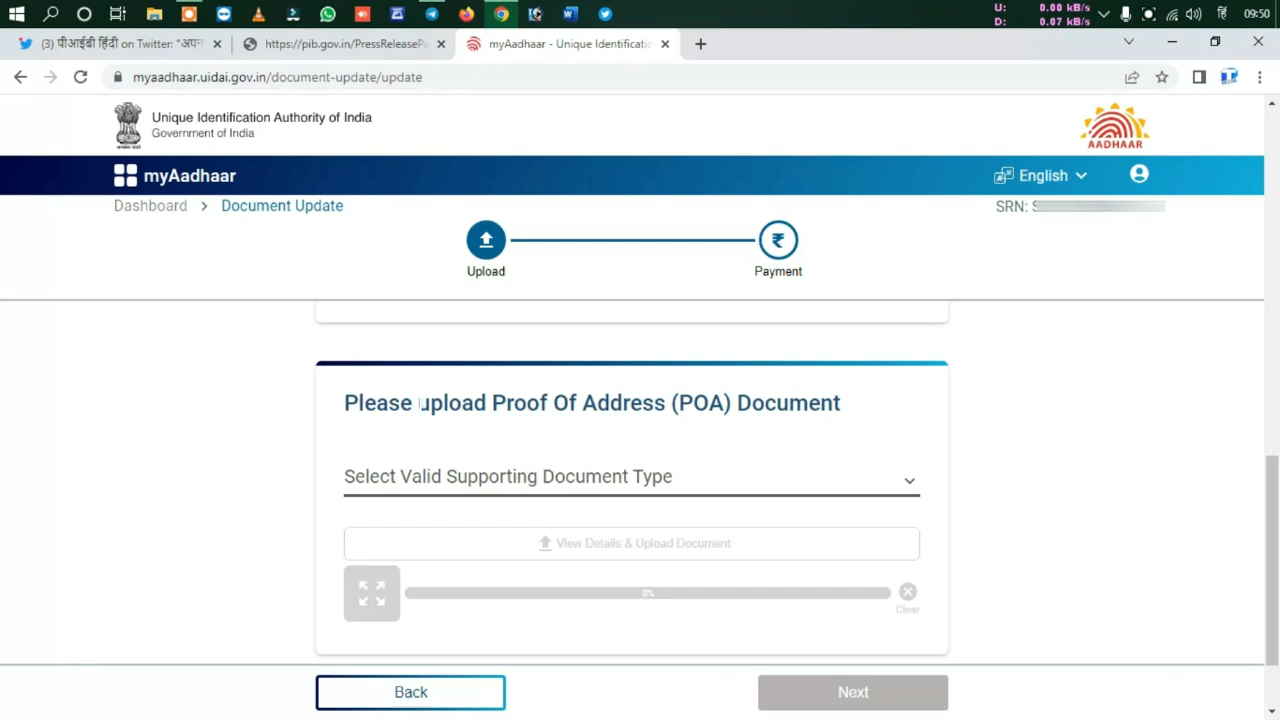 U: 0.00 kB/s
D: 0.07 kB/s
हिं 09:50
(3) पीआईबी हिंदी on Twitter: "अपन
https://pib.gov.in/PressReleasePa
myAadhaar - Unique Identificatio
myaadhaar.uidai.gov.in/document-update/update
Unique Identification Authority of India
Government of India
AADHAAR
myAadhaar
English
Dashboard > Document Update
SRN: S
Upload
Payment
Please upload Proof Of Address (POA) Document
Select Valid Supporting Document Type
View Details & Upload Document
0%
Clear
Back
Next